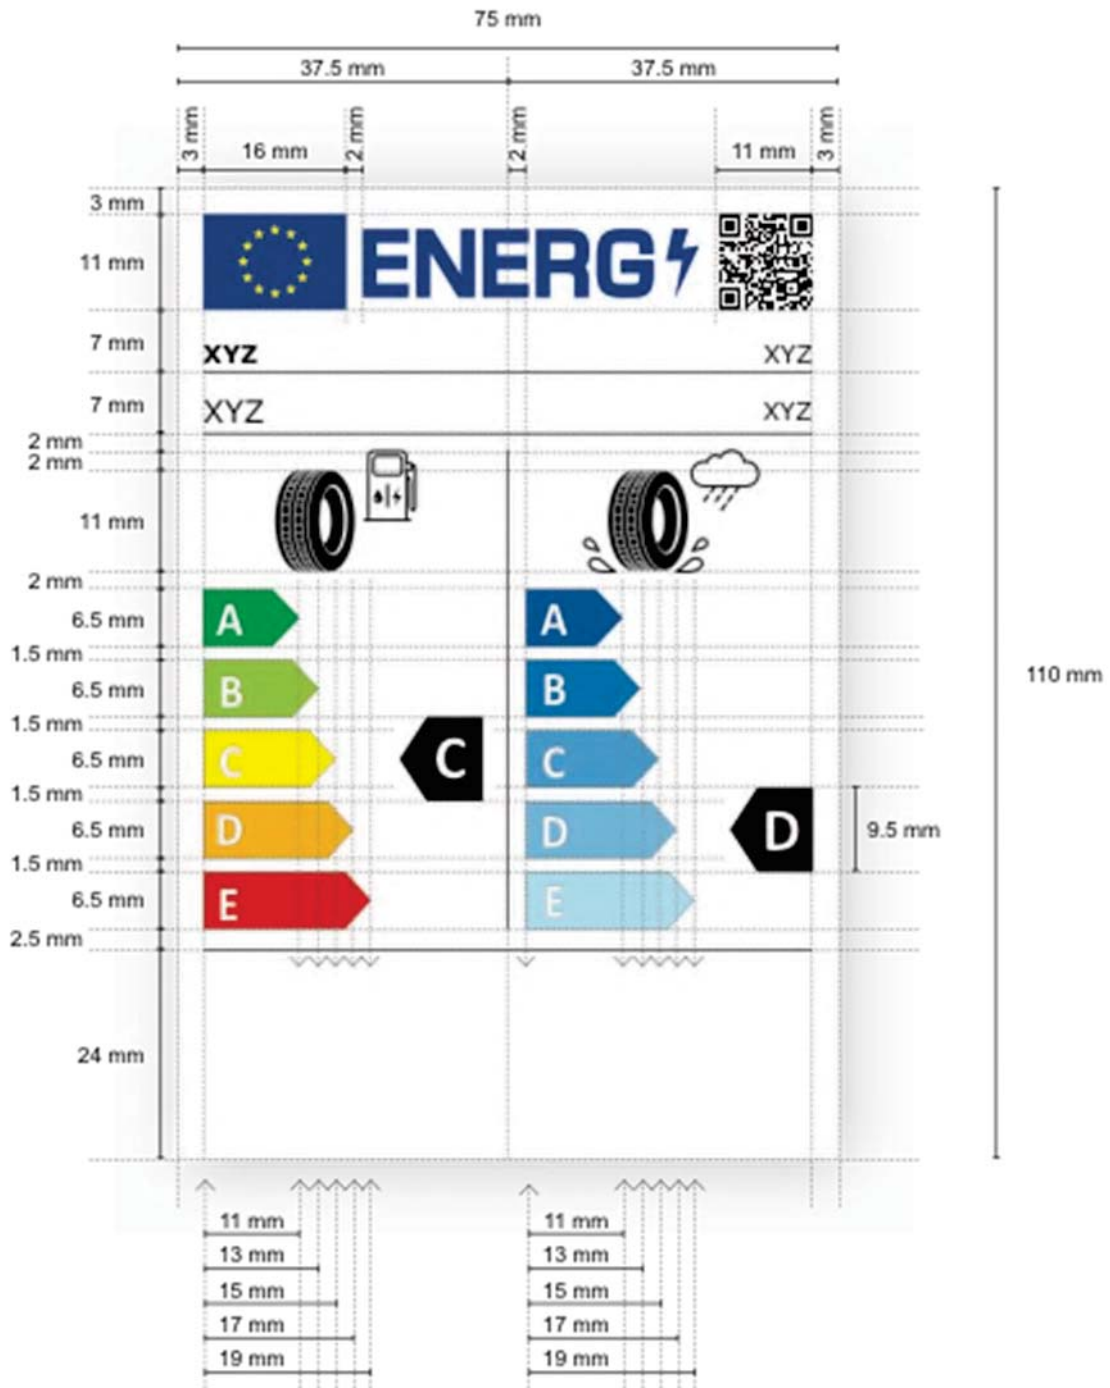 75 mm
37.5 mm 37.5 mm
3 mm 16 mm 2 mm 2 mm 11 mm 3 mm
3 mm
11 mm ENERG
7 mm XYZ XYZ
7 mm XYZ XYZ
2 mm
2 mm
11 mm
2 mm
6.5 mm A A
1.5 mm
6.5 mm B B 110 mm
1.5 mm
6.5 mm C C C
1.5 mm
6.5 mm D D D 9.5 mm
1.5 mm
6.5 mm E E
2.5 mm
24 mm
11 mm 11 mm
13 mm 13 mm
15 mm 15 mm
17 mm 17 mm
19 mm 19 mm